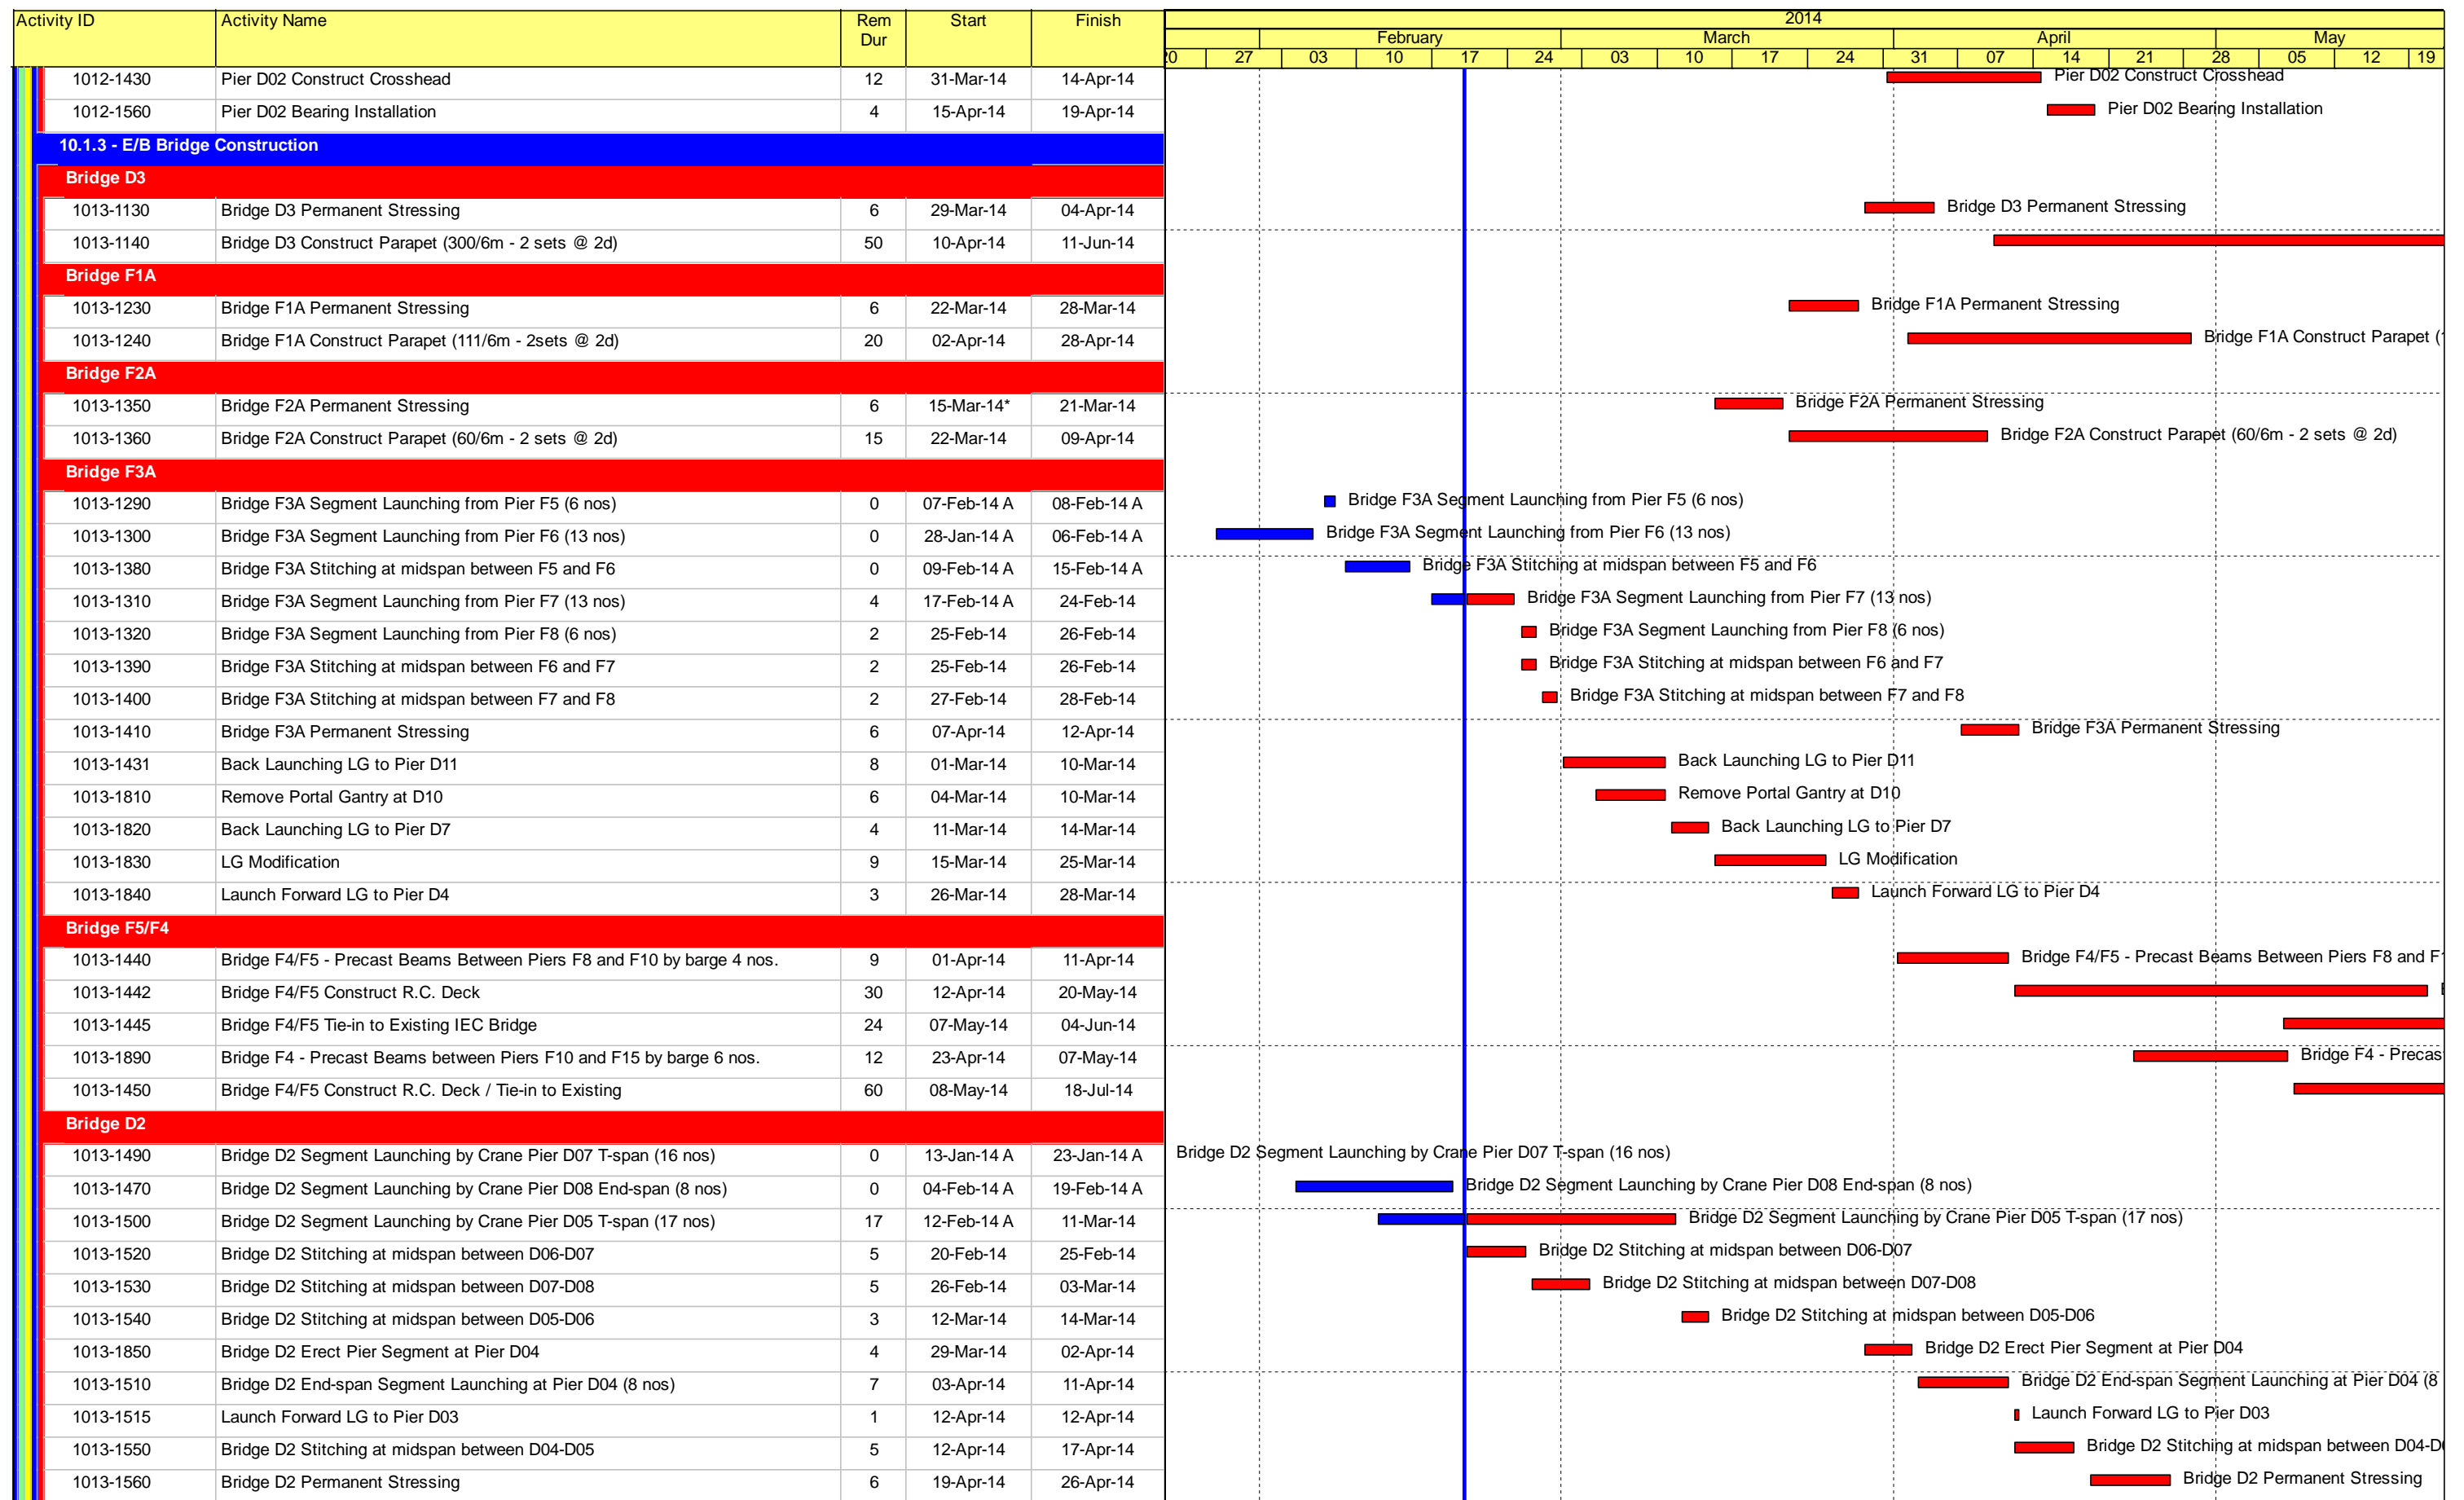 Activity ID Activity Name Rem Dur Start Finish 2014
February March April May
20 27 03 10 17 24 03 10 17 24 31 07 14 21 28 05 12 19
1012-1430 Pier D02 Construct Crosshead 12 31-Mar-14 14-Apr-14 Pier D02 Construct Crosshead
1012-1560 Pier D02 Bearing Installation 4 15-Apr-14 19-Apr-14 Pier D02 Bearing Installation
10.1.3 - E/B Bridge Construction
Bridge D3
1013-1130 Bridge D3 Permanent Stressing 6 29-Mar-14 04-Apr-14 Bridge D3 Permanent Stressing
1013-1140 Bridge D3 Construct Parapet (300/6m - 2 sets @ 2d) 50 10-Apr-14 11-Jun-14
Bridge F1A
1013-1230 Bridge F1A Permanent Stressing 6 22-Mar-14 28-Mar-14 Bridge F1A Permanent Stressing
1013-1240 Bridge F1A Construct Parapet (111/6m - 2sets @ 2d) 20 02-Apr-14 28-Apr-14 Bridge F1A Construct Parapet (
Bridge F2A
1013-1350 Bridge F2A Permanent Stressing 6 15-Mar-14* 21-Mar-14 Bridge F2A Permanent Stressing
1013-1360 Bridge F2A Construct Parapet (60/6m - 2 sets @ 2d) 15 22-Mar-14 09-Apr-14 Bridge F2A Construct Parapet (60/6m - 2 sets @ 2d)
Bridge F3A
1013-1290 Bridge F3A Segment Launching from Pier F5 (6 nos) 0 07-Feb-14 A 08-Feb-14 A Bridge F3A Segment Launching from Pier F5 (6 nos)
1013-1300 Bridge F3A Segment Launching from Pier F6 (13 nos) 0 28-Jan-14 A 06-Feb-14 A Bridge F3A Segment Launching from Pier F6 (13 nos)
1013-1380 Bridge F3A Stitching at midspan between F5 and F6 0 09-Feb-14 A 15-Feb-14 A Bridge F3A Stitching at midspan between F5 and F6
1013-1310 Bridge F3A Segment Launching from Pier F7 (13 nos) 4 17-Feb-14 A 24-Feb-14 Bridge F3A Segment Launching from Pier F7 (13 nos)
1013-1320 Bridge F3A Segment Launching from Pier F8 (6 nos) 2 25-Feb-14 26-Feb-14 Bridge F3A Segment Launching from Pier F8 (6 nos)
1013-1390 Bridge F3A Stitching at midspan between F6 and F7 2 25-Feb-14 26-Feb-14 Bridge F3A Stitching at midspan between F6 and F7
1013-1400 Bridge F3A Stitching at midspan between F7 and F8 2 27-Feb-14 28-Feb-14 Bridge F3A Stitching at midspan between F7 and F8
1013-1410 Bridge F3A Permanent Stressing 6 07-Apr-14 12-Apr-14 Bridge F3A Permanent Stressing
1013-1431 Back Launching LG to Pier D11 8 01-Mar-14 10-Mar-14 Back Launching LG to Pier D11
1013-1810 Remove Portal Gantry at D10 6 04-Mar-14 10-Mar-14 Remove Portal Gantry at D10
1013-1820 Back Launching LG to Pier D7 4 11-Mar-14 14-Mar-14 Back Launching LG to Pier D7
1013-1830 LG Modification 9 15-Mar-14 25-Mar-14 LG Modification
1013-1840 Launch Forward LG to Pier D4 3 26-Mar-14 28-Mar-14 Launch Forward LG to Pier D4
Bridge F5/F4
1013-1440 Bridge F4/F5 - Precast Beams Between Piers F8 and F10 by barge 4 nos. 9 01-Apr-14 11-Apr-14 Bridge F4/F5 - Precast Beams Between Piers F8 and F1
1013-1442 Bridge F4/F5 Construct R.C. Deck 30 12-Apr-14 20-May-14
1013-1445 Bridge F4/F5 Tie-in to Existing IEC Bridge 24 07-May-14 04-Jun-14
1013-1890 Bridge F4 - Precast Beams between Piers F10 and F15 by barge 6 nos. 12 23-Apr-14 07-May-14 Bridge F4 - Precas
1013-1450 Bridge F4/F5 Construct R.C. Deck / Tie-in to Existing 60 08-May-14 18-Jul-14
Bridge D2
1013-1490 Bridge D2 Segment Launching by Crane Pier D07 T-span (16 nos) 0 13-Jan-14 A 23-Jan-14 A Bridge D2 Segment Launching by Crane Pier D07 T-span (16 nos)
1013-1470 Bridge D2 Segment Launching by Crane Pier D08 End-span (8 nos) 0 04-Feb-14 A 19-Feb-14 A Bridge D2 Segment Launching by Crane Pier D08 End-span (8 nos)
1013-1500 Bridge D2 Segment Launching by Crane Pier D05 T-span (17 nos) 17 12-Feb-14 A 11-Mar-14 Bridge D2 Segment Launching by Crane Pier D05 T-span (17 nos)
1013-1520 Bridge D2 Stitching at midspan between D06-D07 5 20-Feb-14 25-Feb-14 Bridge D2 Stitching at midspan between D06-D07
1013-1530 Bridge D2 Stitching at midspan between D07-D08 5 26-Feb-14 03-Mar-14 Bridge D2 Stitching at midspan between D07-D08
1013-1540 Bridge D2 Stitching at midspan between D05-D06 3 12-Mar-14 14-Mar-14 Bridge D2 Stitching at midspan between D05-D06
1013-1850 Bridge D2 Erect Pier Segment at Pier D04 4 29-Mar-14 02-Apr-14 Bridge D2 Erect Pier Segment at Pier D04
1013-1510 Bridge D2 End-span Segment Launching at Pier D04 (8 nos) 7 03-Apr-14 11-Apr-14 Bridge D2 End-span Segment Launching at Pier D04 (8
1013-1515 Launch Forward LG to Pier D03 1 12-Apr-14 12-Apr-14 Launch Forward LG to Pier D03
1013-1550 Bridge D2 Stitching at midspan between D04-D05 5 12-Apr-14 17-Apr-14 Bridge D2 Stitching at midspan between D04-D
1013-1560 Bridge D2 Permanent Stressing 6 19-Apr-14 26-Apr-14 Bridge D2 Permanent Stressing